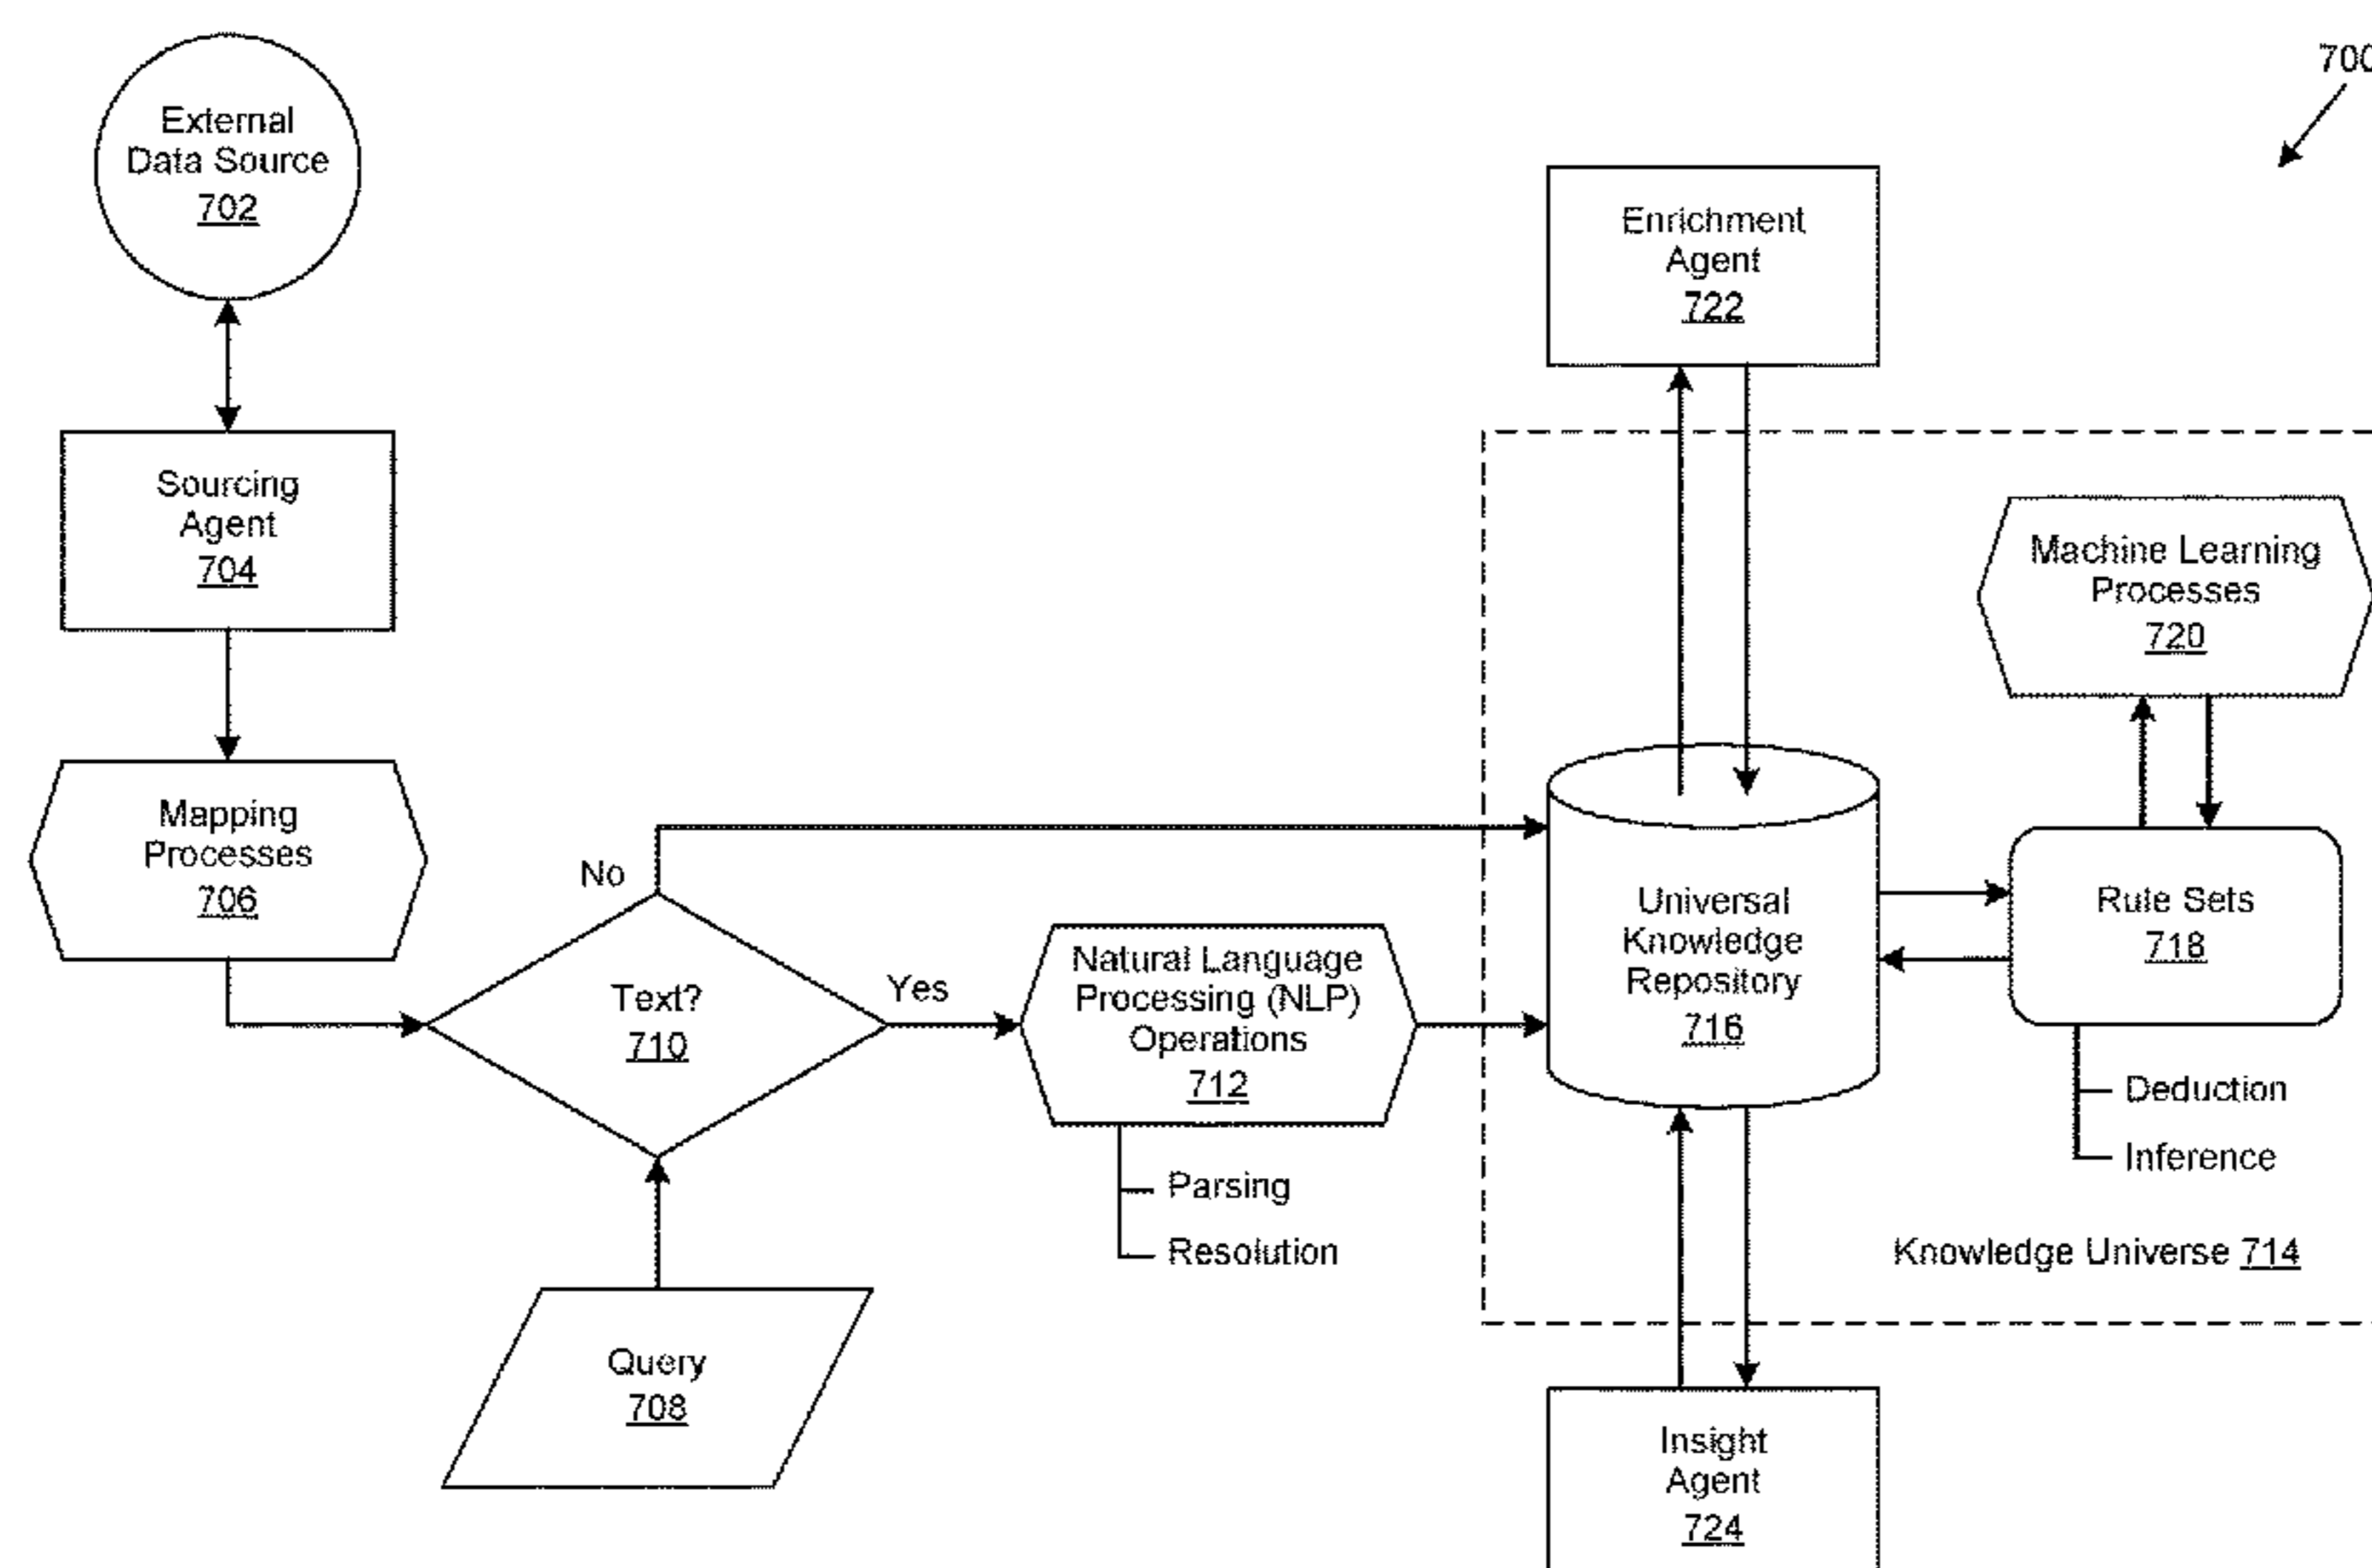 700
External
Data Source
702
Enrichment
Agent
722
Sourcing
Agent
704
Machine Learning
Processes
720
Mapping
Processes
706
No
Text?
710
Yes
Natural Language
Processing (NLP)
Operations
712
Parsing
Resolution
Universal
Knowledge
Repository
716
Rule Sets
718
Deduction
Inference
Knowledge Universe 714
Query
708
Insight
Agent
724